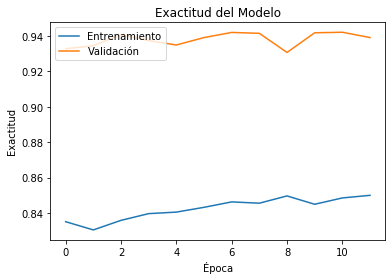 Exactitud del Modelo
Entrenamiento
Validación
Exactitud
0.94
0.92
0.90
0.88
0.86
0.84
0 2 4 6 8 10
Época